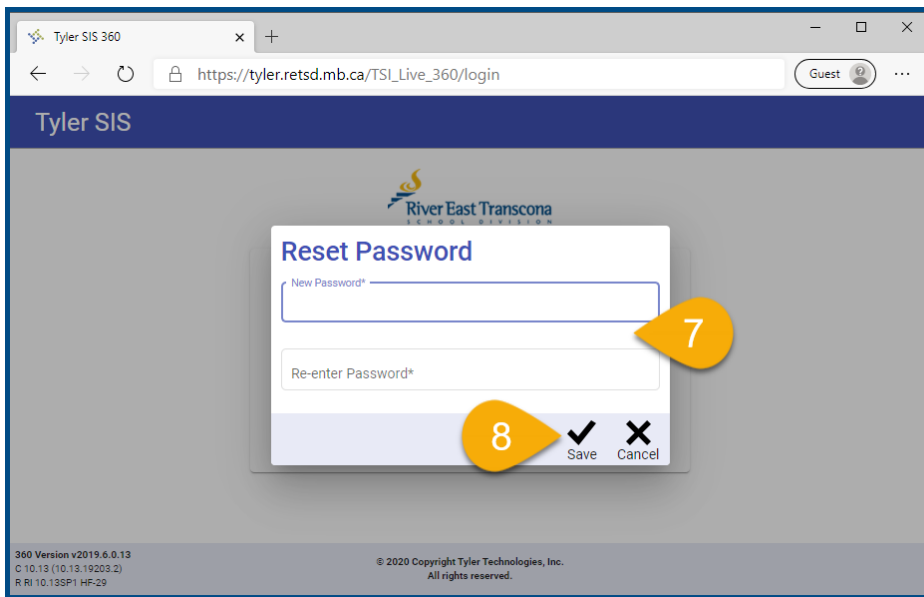 Tyler SIS 360
https://tyler.retsd.mb.ca/TSI_Live_360/login
Guest
Tyler SIS
River East Transcona
SCHOOL DIVISION
Reset Password
New Password*
7
Re-enter Password*
8
Save
Cancel
360 Version v2019.6.0.13
C 10.13 (10.13.19203.2)
R RI 10.13SP1 HF-29
© 2020 Copyright Tyler Technologies, Inc.
All rights reserved.